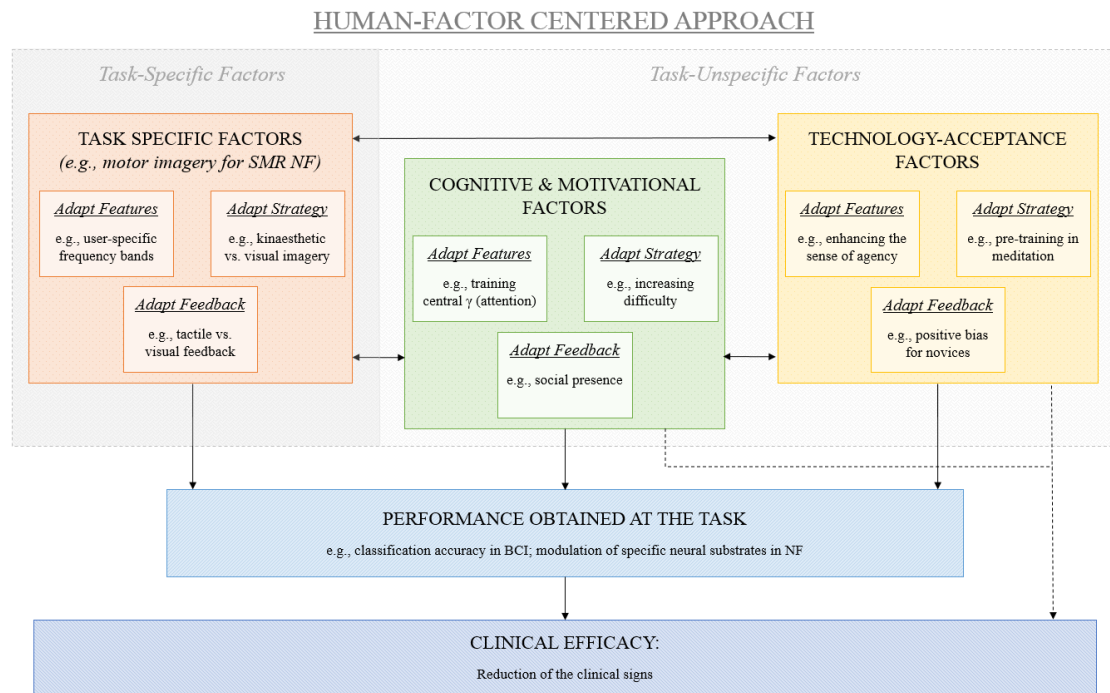 HUMAN-FACTOR CENTERED APPROACH
Task-Specific Factors
Task-Unspecific Factors
TASK SPECIFIC FACTORS
(e.g., motor imagery for SMR NF)
Adapt Features
e.g., user-specific
frequency bands
Adapt Strategy
e.g., kinaesthetic
vs. visual imagery
Adapt Feedback
e.g., tactile vs.
visual feedback
COGNITIVE & MOTIVATIONAL
FACTORS
Adapt Features
e.g., training
central γ (attention)
Adapt Strategy
e.g., increasing
difficulty
Adapt Feedback
e.g., social presence
TECHNOLOGY-ACCEPTANCE
FACTORS
Adapt Features
e.g., enhancing the
sense of agency
Adapt Strategy
e.g., pre-training in
meditation
Adapt Feedback
e.g., positive bias
for novices
PERFORMANCE OBTAINED AT THE TASK
e.g., classification accuracy in BCI; modulation of specific neural substrates in NF
CLINICAL EFFICACY:
Reduction of the clinical signs